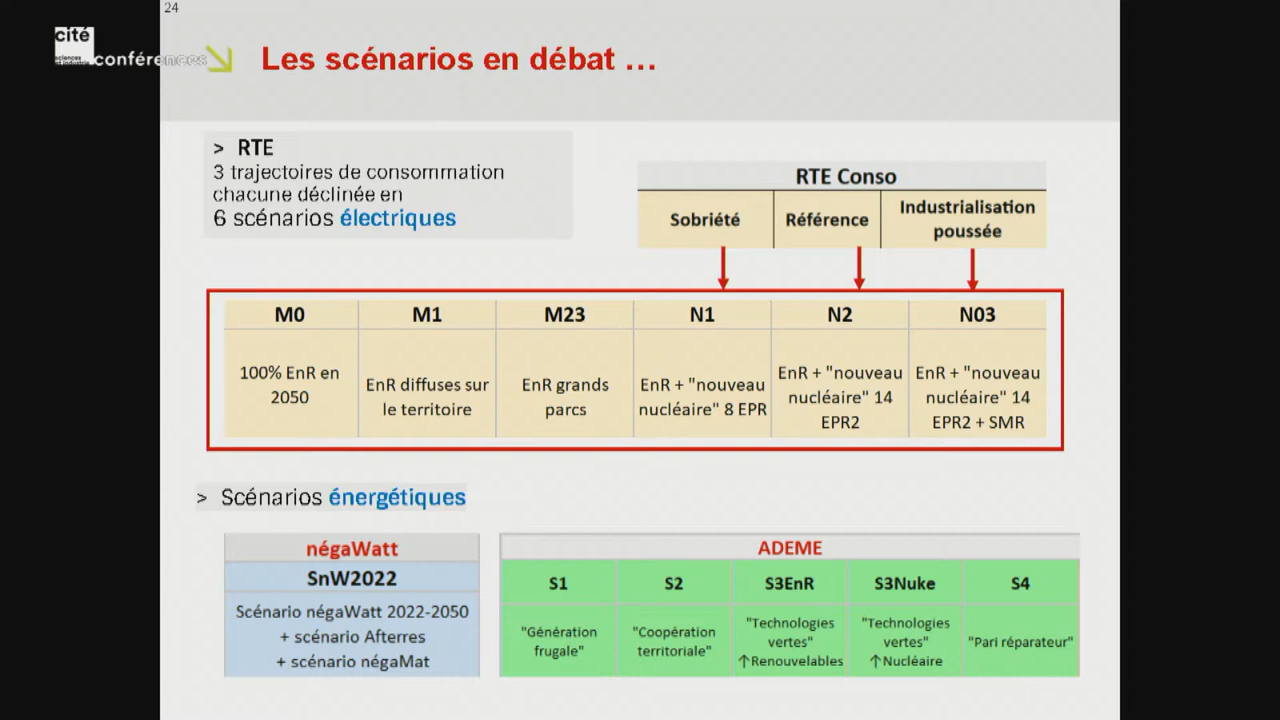 24
cité
sciences
et industrie
conférences
Les scénarios en débat ...
> RTE
3 trajectoires de consommation
chacune déclinée en
6 scénarios électriques
RTE Conso
Sobriété
Référence
Industrialisation
poussée
M0
M1
M23
N1
N2
N03
100% EnR en
2050
EnR diffuses sur
le territoire
EnR grands
parcs
EnR + "nouveau
nucléaire" 8 EPR
EnR + "nouveau
nucléaire" 14
EPR2
EnR + "nouveau
nucléaire" 14
EPR2 + SMR
> Scénarios énergétiques
négaWatt
SnW2022
Scénario négaWatt 2022-2050
+ scénario Afterres
+ scénario négaMat
ADEME
S1
S2
S3EnR
S3Nuke
S4
"Génération
frugale"
"Coopération
territoriale"
"Technologies
vertes"
↑Renouvelables
"Technologies
vertes"
↑Nucléaire
"Pari réparateur"